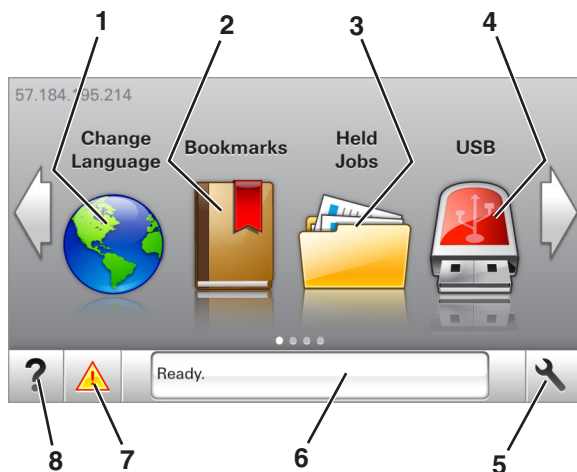 1 2 3 4
57.184.195.214
Change
Language
Bookmarks
Held
Jobs
USB
?
Ready.
8 7 6 5